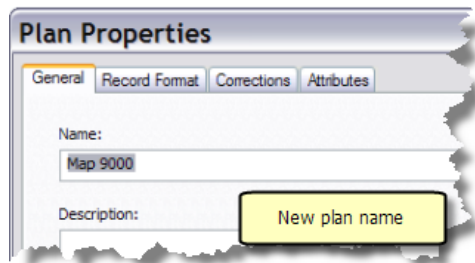 Plan Properties
General Record Format Corrections Attributes
Name:
Map 9000
Description:
New plan name